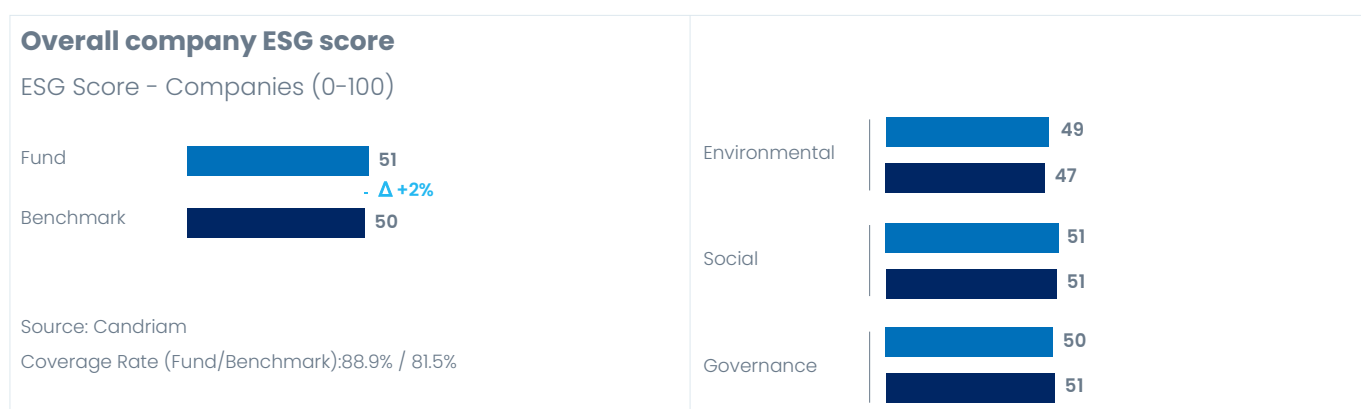 Overall company ESG score
ESG Score - Companies (0-100)
Fund
51
- Δ +2%
Benchmark
50
Source: Candriam
Coverage Rate (Fund/Benchmark):88.9% / 81.5%
Environmental
49
47
Social
51
51
Governance
50
51